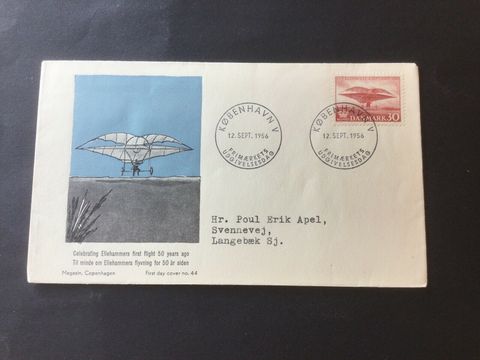 KØBENHAVN V
12. SEPT. 1956
FRIMÆRKETS
UDGIVELSESDAG
KØBENHAVN V
12. SEPT. 1956
FRIMÆRKETS
UDGIVELSESDAG
DANMARK 30
Hr. Poul Erik Apel,
Svennevej,
Langebæk Sj.
Celebrating Ellehammers first flight 50 years ago
Til minde om Ellehammers flyvning for 50 år siden
Magasin, Copenhagen First day cover no. 44